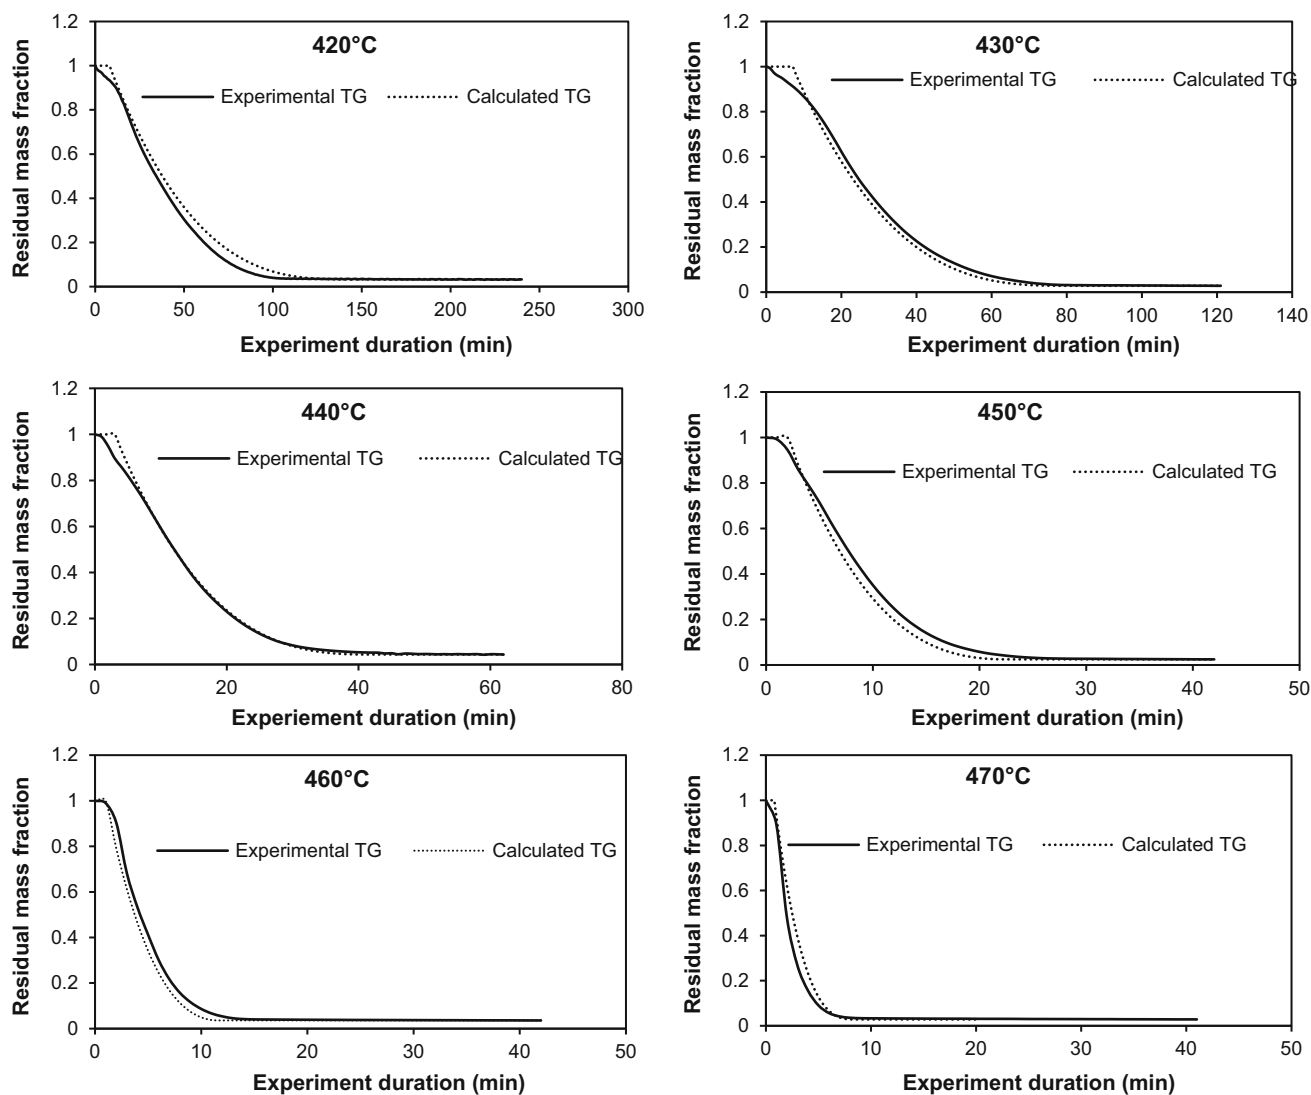 420°C
Experimental TG
Calculated TG
Residual mass fraction
1.2
1
0.8
0.6
0.4
0.2
0
0 50 100 150 200 250 300
Experiment duration (min)
430°C
Experimental TG
Calculated TG
Residual mass fraction
1.2
1
0.8
0.6
0.4
0.2
0
0 20 40 60 80 100 120 140
Experiment duration (min)
440°C
Experimental TG
Calculated TG
Residual mass fraction
1.2
1
0.8
0.6
0.4
0.2
0
0 20 40 60 80
Experiement duration (min)
450°C
Experimental TG
Calculated TG
Residual mass fraction
1.2
1
0.8
0.6
0.4
0.2
0
0 10 20 30 40 50
Experiment duration (min)
460°C
Experimental TG
Calculated TG
Residual mass fraction
1.2
1
0.8
0.6
0.4
0.2
0
0 10 20 30 40 50
Experiment duration (min)
470°C
Experimental TG
Calculated TG
Residual mass fraction
1.2
1
0.8
0.6
0.4
0.2
0
0 10 20 30 40 50
Experiment duration (min)